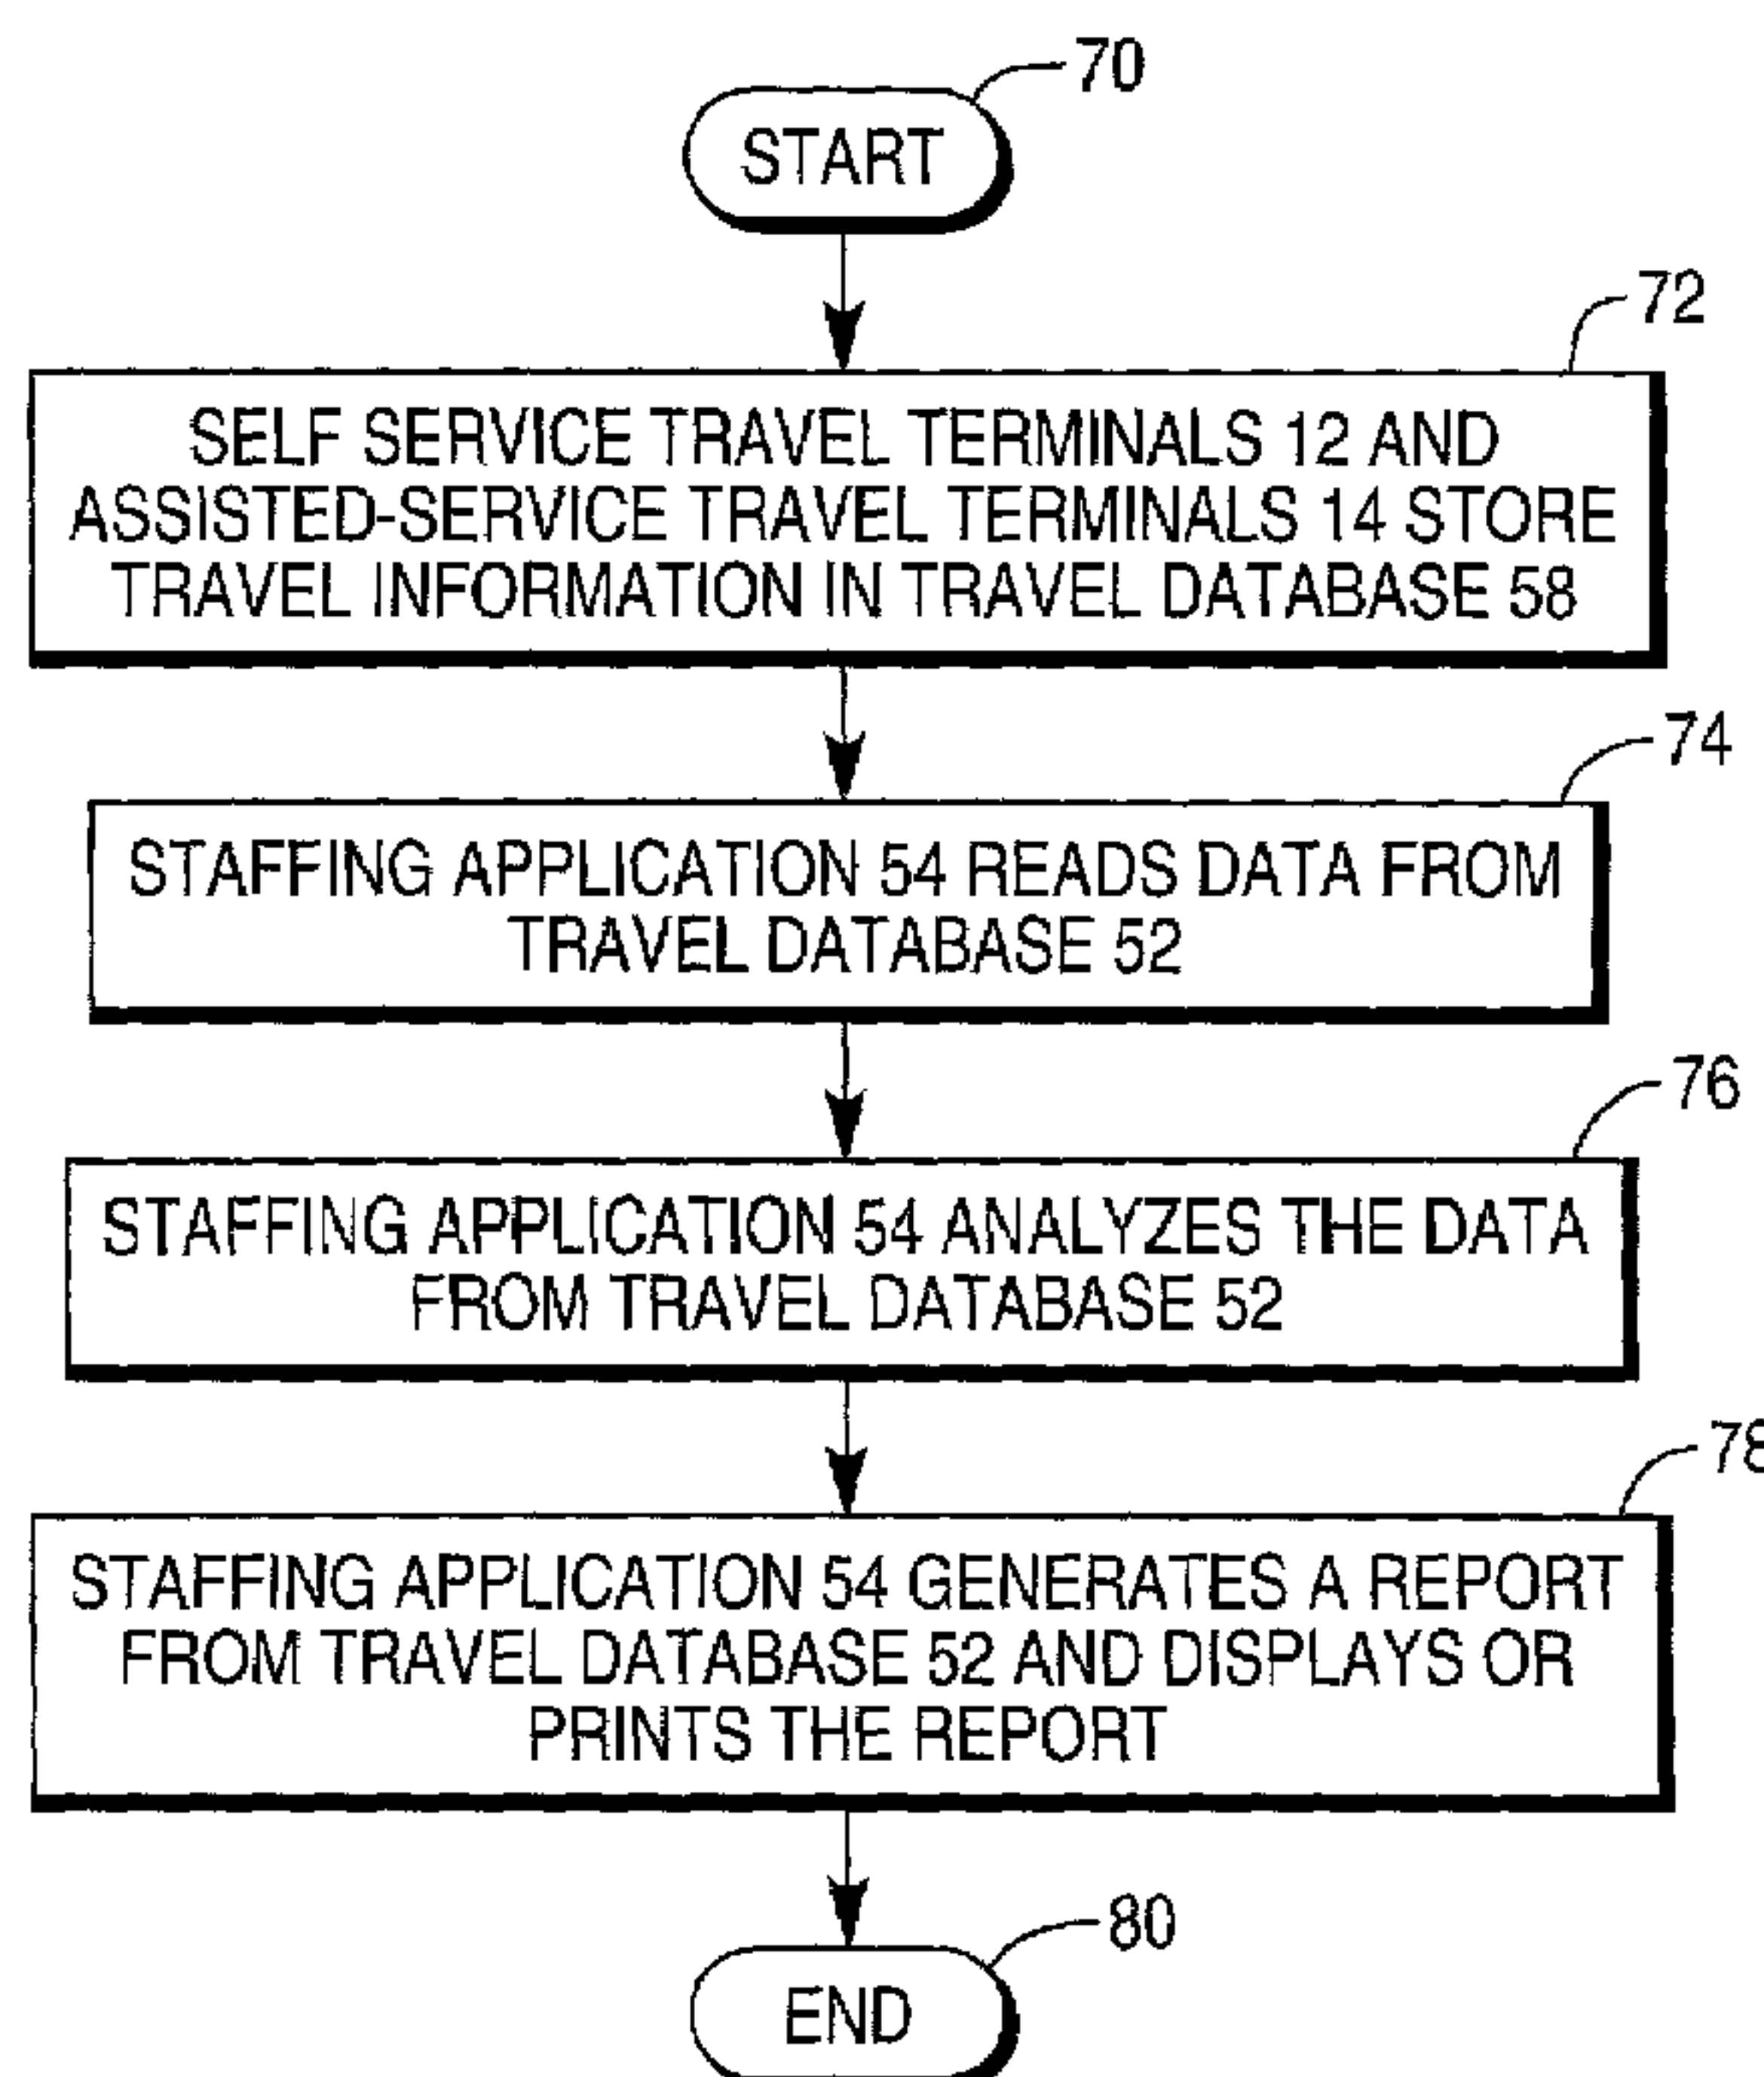 70
START
72
SELF SERVICE TRAVEL TERMINALS 12 AND
ASSISTED-SERVICE TRAVEL TERMINALS 14 STORE
TRAVEL INFORMATION IN TRAVEL DATABASE 58
74
STAFFING APPLICATION 54 READS DATA FROM
TRAVEL DATABASE 52
76
STAFFING APPLICATION 54 ANALYZES THE DATA
FROM TRAVEL DATABASE 52
78
STAFFING APPLICATION 54 GENERATES A REPORT
FROM TRAVEL DATABASE 52 AND DISPLAYS OR
PRINTS THE REPORT
80
END